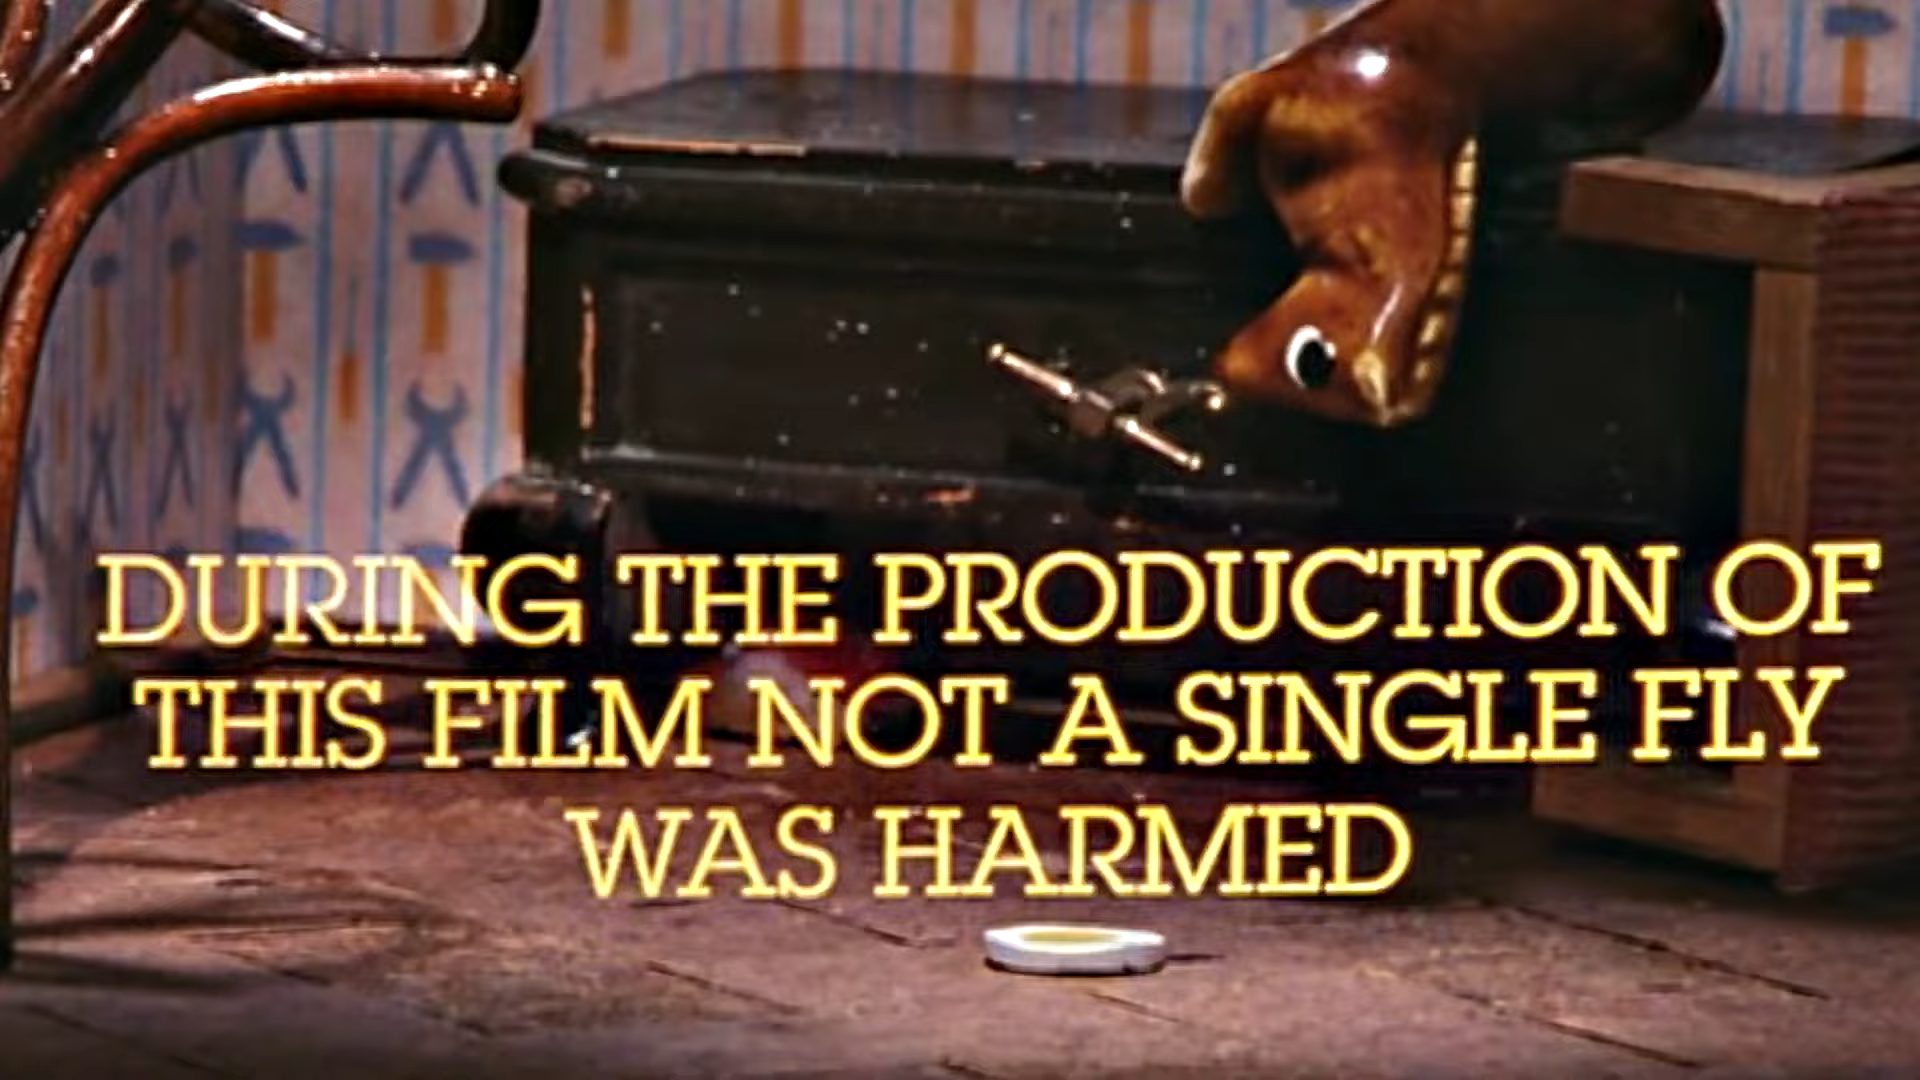 DURING THE PRODUCTION OF
THIS FILM NOT A SINGLE FLY
WAS HARMED